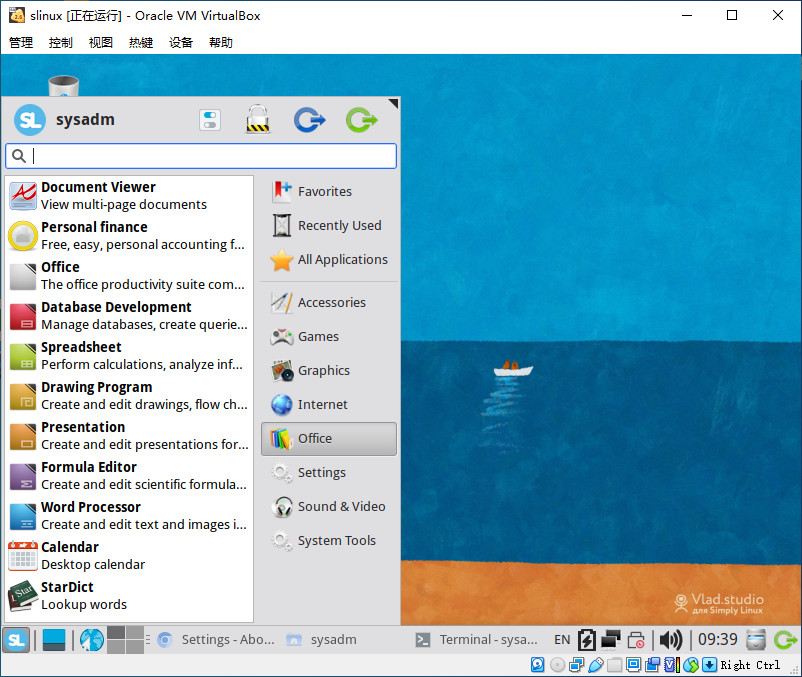 slinux [正在运行] - Oracle VM VirtualBox
管理 控制 视图 热键 设备 帮助
SL sysadm
Document Viewer
View multi-page documents
Personal finance
Free, easy, personal accounting f...
Office
The office productivity suite com...
Database Development
Manage databases, create querie...
Spreadsheet
Perform calculations, analyze inf...
Drawing Program
Create and edit drawings, flow ch...
Presentation
Create and edit presentations for...
Formula Editor
Create and edit scientific formula...
Word Processor
Create and edit text and images i...
Calendar
Desktop calendar
StarDict
Lookup words
Favorites
Recently Used
All Applications
Accessories
Games
Graphics
Internet
Office
Settings
Sound & Video
System Tools
Vlad.studio
для Simply Linux
SL Settings - Abo... sysadm Terminal - sysa... EN 09:39
Right Ctrl